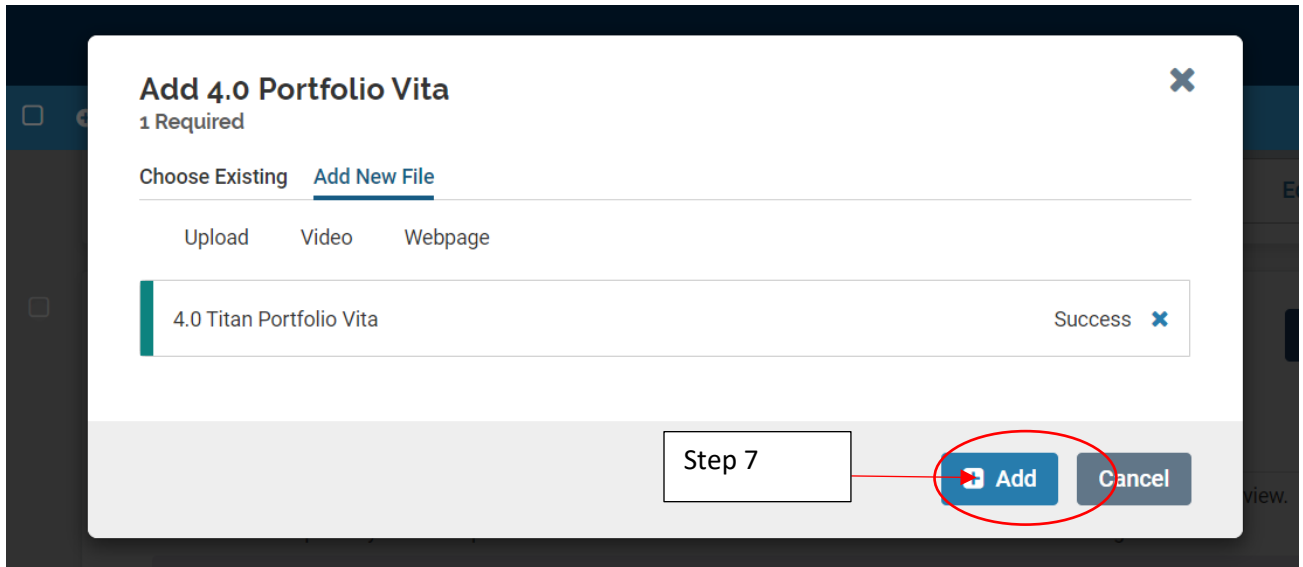 Add 4.0 Portfolio Vita
1 Required
Choose Existing Add New File
Upload Video Webpage
4.0 Titan Portfolio Vita Success
Step 7
Add Cancel
view.